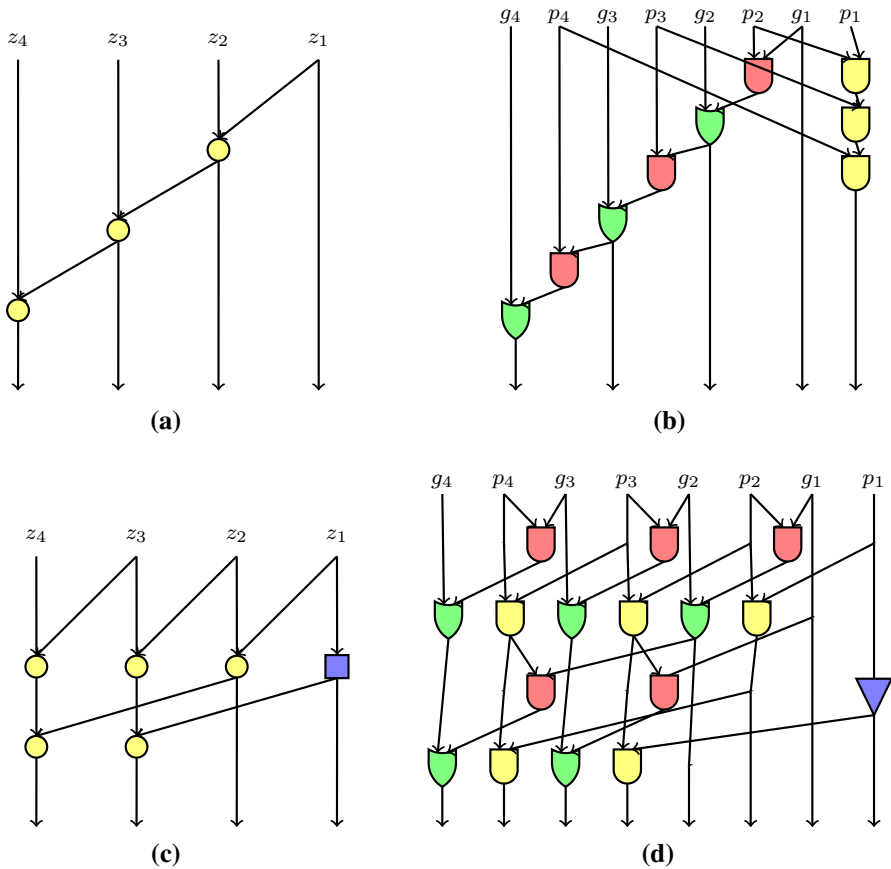 z₄ z₃ z₂ z₁
g₄ p₄ g₃ p₃ g₂ p₂ g₁ p₁
(a)
(b)
z₄ z₃ z₂ z₁
g₄ p₄ g₃ p₃ g₂ p₂ g₁ p₁
(c)
(d)